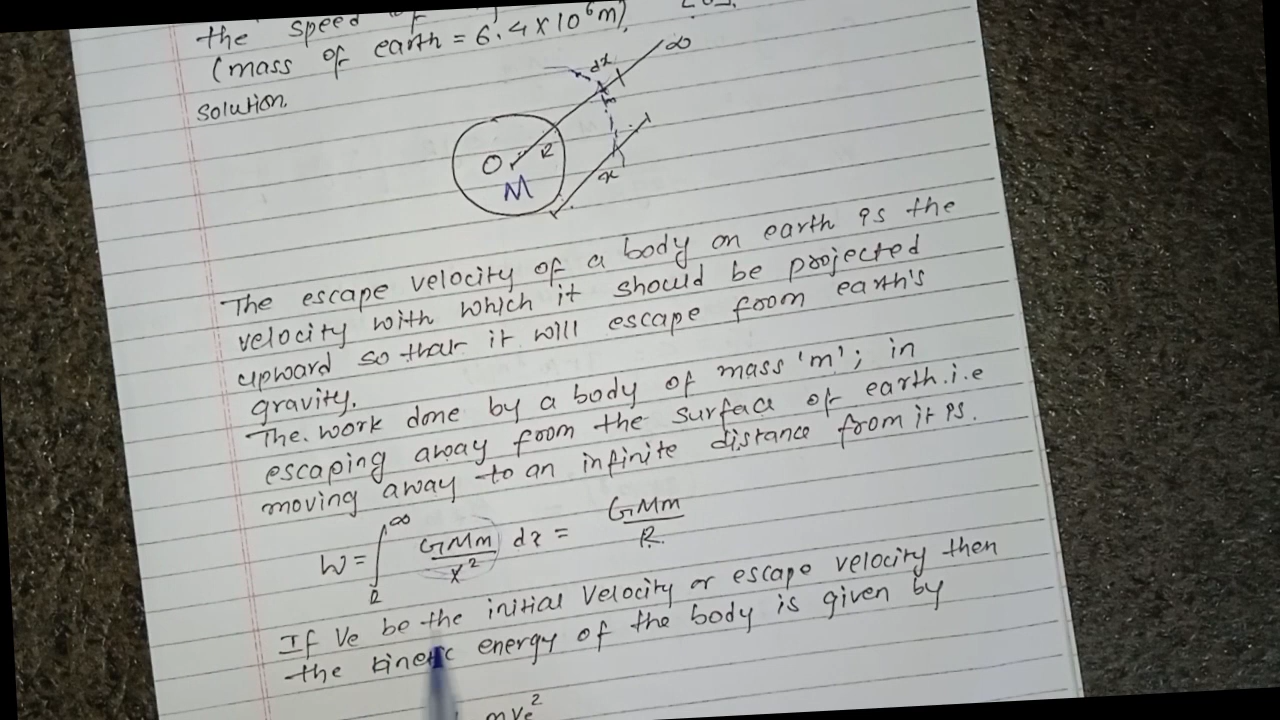 the speed of
(mass of earth = 6.4×10⁶m)
solution.
∞
dx
O R
M
x
The escape velocity of a body on earth is the
velocity with which it should be projected
upward so that it will escape from earth's
gravity.
The work done by a body of mass 'm'; in
escaping away from the surface of earth.i.e
moving away to an infinite distance from it is.
W = ∫_R^∞ GMm/x² dx = GMm/R
If Ve be the initial velocity or escape velocity then
the kinetic energy of the body is given by
mVe²